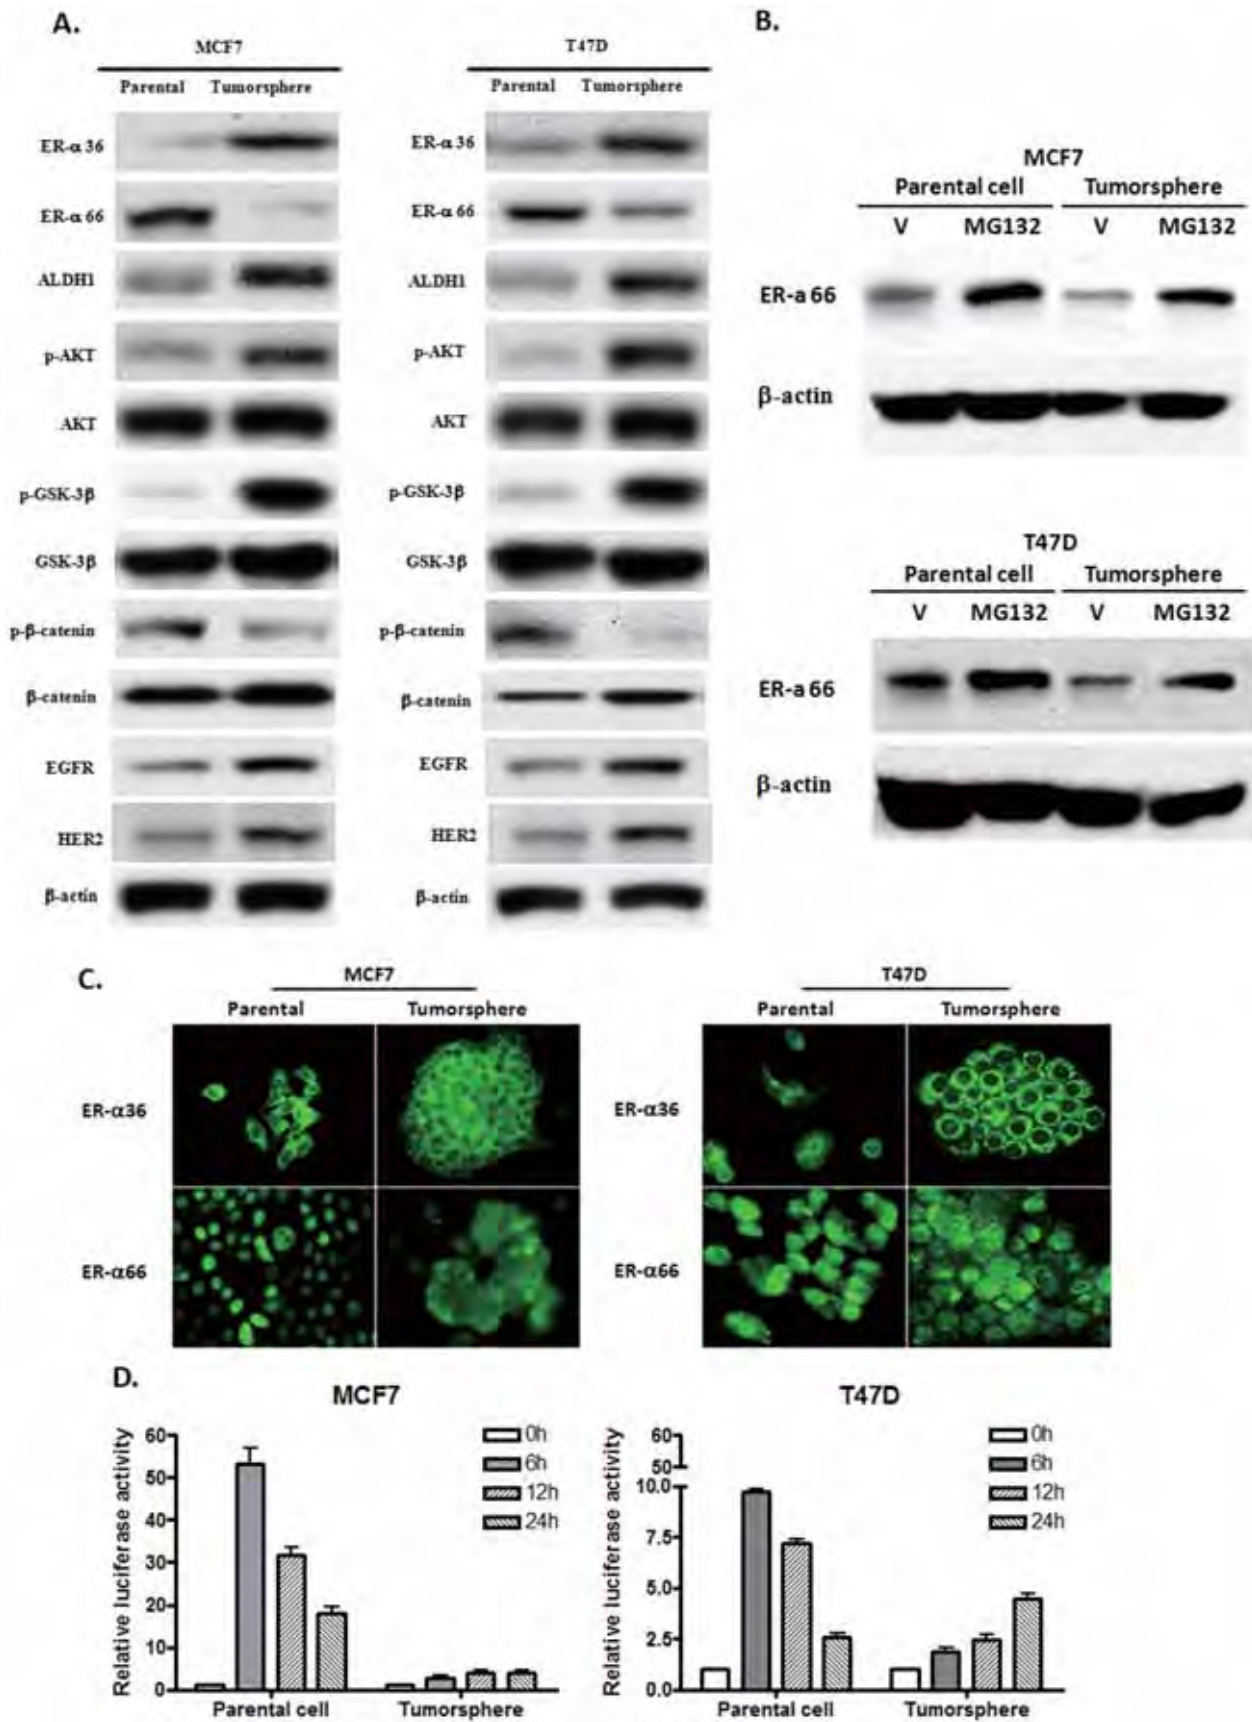 A.
MCF7
Parental Tumorsphere
ER-α 36
ER-α 66
ALDH1
p-AKT
AKT
p-GSK-3β
GSK-3β
p-β-catenin
β-catenin
EGFR
HER2
β-actin
T47D
Parental Tumorsphere
ER-α 36
ER-α 66
ALDH1
p-AKT
AKT
p-GSK-3β
GSK-3β
p-β-catenin
β-catenin
EGFR
HER2
β-actin
B.
MCF7
Parental cell Tumorsphere
V MG132 V MG132
ER-a 66
β-actin
T47D
Parental cell Tumorsphere
V MG132 V MG132
ER-a 66
β-actin
C.
MCF7
Parental Tumorsphere
ER-α36
ER-α66
T47D
Parental Tumorsphere
ER-α36
ER-α66
D.
MCF7
Relative luciferase activity
60
50
40
30
20
10
0
0h
6h
12h
24h
Parental cell Tumorsphere
T47D
Relative luciferase activity
60
50
10.0
7.5
5.0
2.5
0.0
0h
6h
12h
24h
Parental cell Tumorsphere